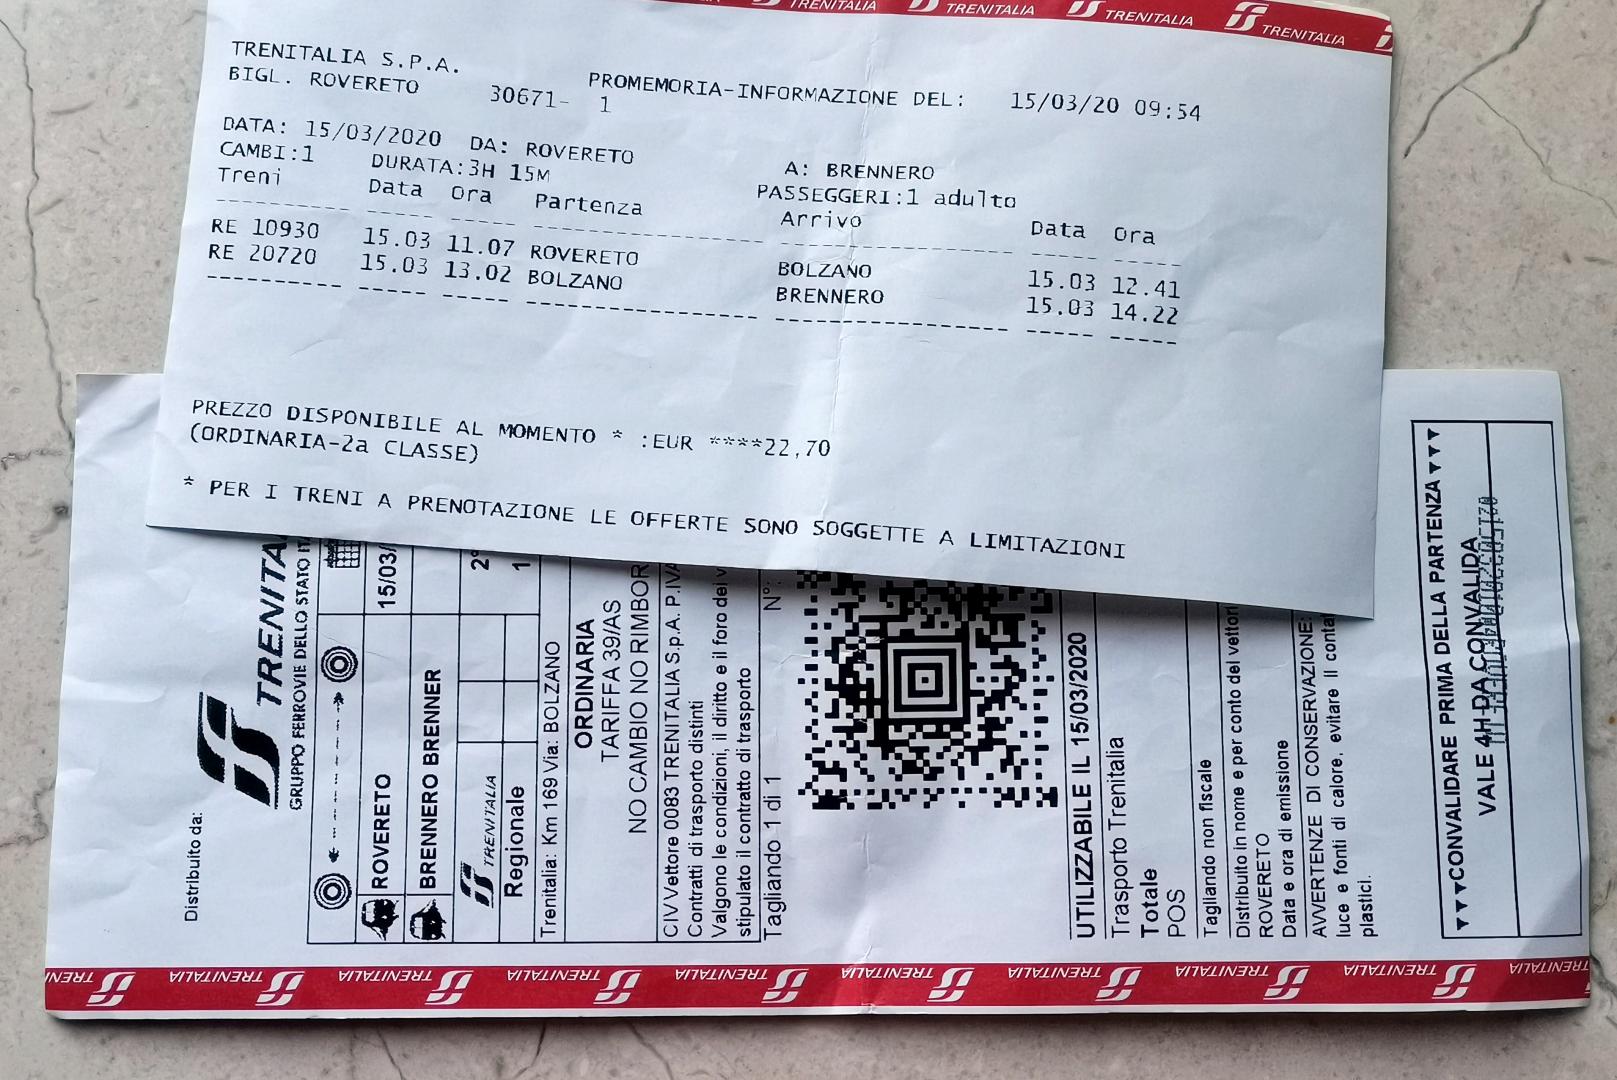 TRENITALIA TRENITALIA TRENITALIA TRENITALIA
TRENITALIA S.P.A.
BIGL. ROVERETO 30671- 1 PROMEMORIA-INFORMAZIONE DEL: 15/03/20 09:54
DATA: 15/03/2020 DA: ROVERETO A: BRENNERO
CAMBI:1 DURATA:3H 15M PASSEGGERI:1 adulto
Treni Data Ora Partenza Arrivo Data Ora
RE 10930 15.03 11.07 ROVERETO BOLZANO 15.03 12.41
RE 20720 15.03 13.02 BOLZANO BRENNERO 15.03 14.22
PREZZO DISPONIBILE AL MOMENTO * :EUR ****22,70
(ORDINARIA-2a CLASSE)
* PER I TRENI A PRENOTAZIONE LE OFFERTE SONO SOGGETTE A LIMITAZIONI
Distribuito da:
TRENITA
GRUPPO FERROVIE DELLO STATO IT
ROVERETO 15/03/
BRENNERO BRENNER
TRENITALIA 2°
Regionale 1
Trenitalia: Km 169 Via: BOLZANO
ORDINARIA
TARIFFA 39/AS
NO CAMBIO NO RIMBOR
CIV Vettore 0083 TRENITALIA S.p.A. P.IVA
Contratti di trasporto distinti
Valgono le condizioni, il diritto e il foro dei v
stipulato il contratto di trasporto
Tagliando 1 di 1 N°:
UTILIZZABILE IL 15/03/2020
Trasporto Trenitalia
Totale
POS
Tagliando non fiscale
Distribuito in nome e per conto del vettor
ROVERETO
Data e ora di emissione
AVVERTENZE DI CONSERVAZIONE:
luce e fonti di calore, evitare il conta
plastici.
CONVALIDARE PRIMA DELLA PARTENZA
VALE 4H DA CONVALIDA
TRENITALIA TRENITALIA TRENITALIA TRENITALIA TRENITALIA TRENITALIA TRENITALIA TRENITALIA TRENITALIA